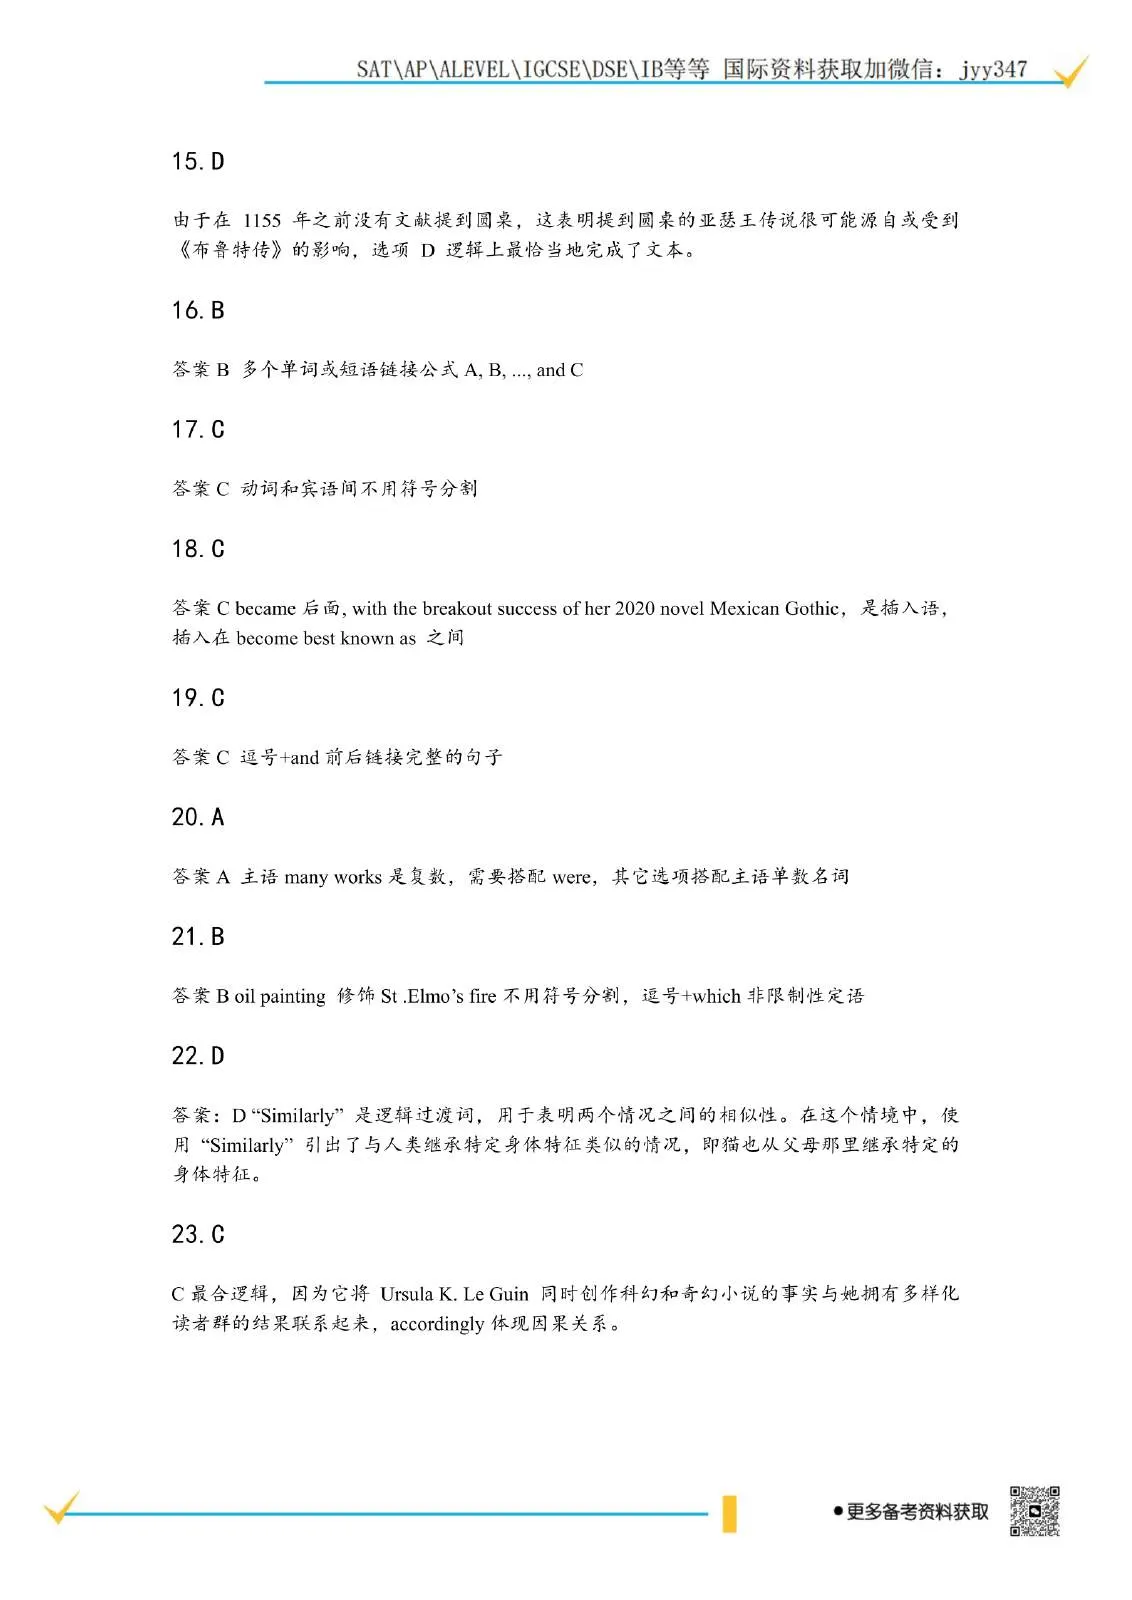 SAT\AP\ALEVEL\IGCSE\DSE\IB等等 国际资料获取加微信：jyy347
15.D
由于在 1155 年之前没有文献提到圆桌，这表明提到圆桌的亚瑟王传说很可能源自或受到
《布鲁特传》的影响，选项 D 逻辑上最恰当地完成了文本。
16.B
答案 B 多个单词或短语链接公式 A, B, ..., and C
17.C
答案 C 动词和宾语间不用符号分割
18.C
答案 C became 后面, with the breakout success of her 2020 novel Mexican Gothic，是插入语，
插入在 become best known as 之间
19.C
答案 C 逗号+and 前后链接完整的句子
20.A
答案 A 主语 many works 是复数，需要搭配 were，其它选项搭配主语单数名词
21.B
答案 B oil painting 修饰 St .Elmo’s fire 不用符号分割，逗号+which 非限制性定语
22.D
答案：D “Similarly” 是逻辑过渡词，用于表明两个情况之间的相似性。在这个情境中，使
用 “Similarly” 引出了与人类继承特定身体特征类似的情况，即猫也从父母那里继承特定的
身体特征。
23.C
C 最合逻辑，因为它将 Ursula K. Le Guin 同时创作科幻和奇幻小说的事实与她拥有多样化
读者群的结果联系起来，accordingly 体现因果关系。
●更多备考资料获取